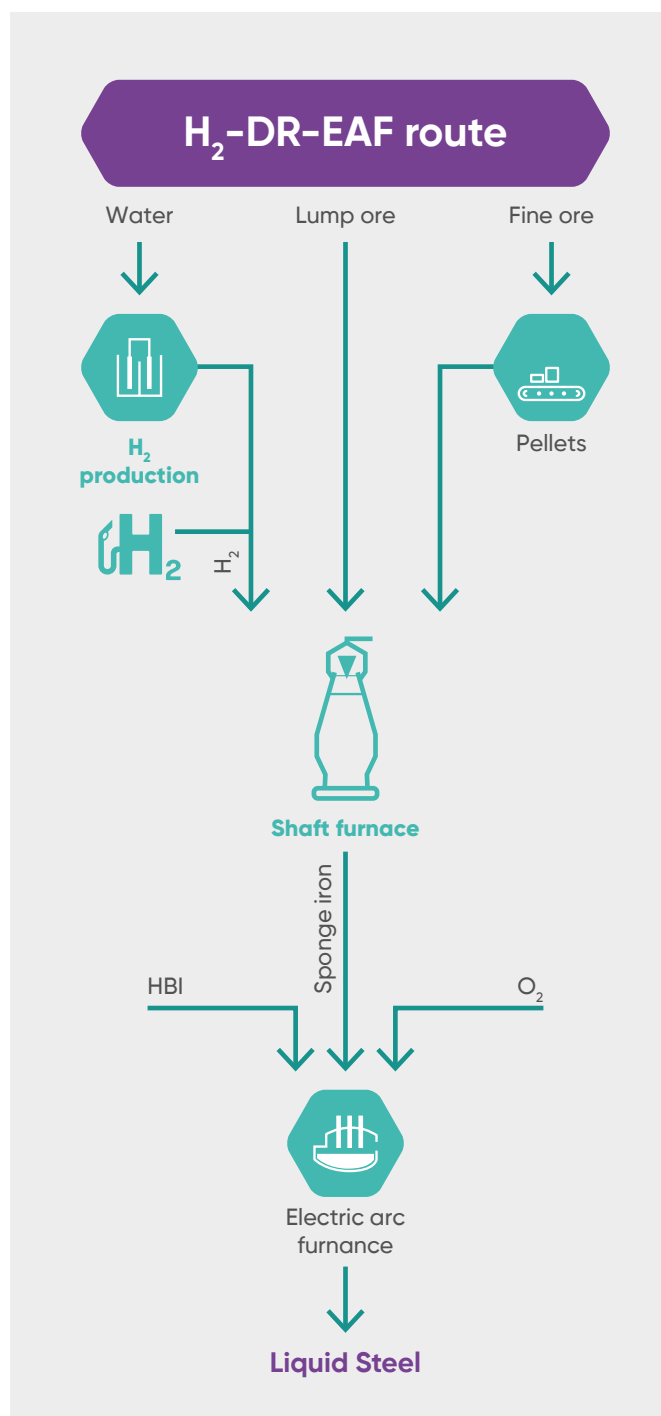 H₂-DR-EAF route
Water
Lump ore
Fine ore
H₂
production
Pellets
H₂
H₂
Shaft furnace
Sponge iron
HBI
O₂
Electric arc
furnance
Liquid Steel